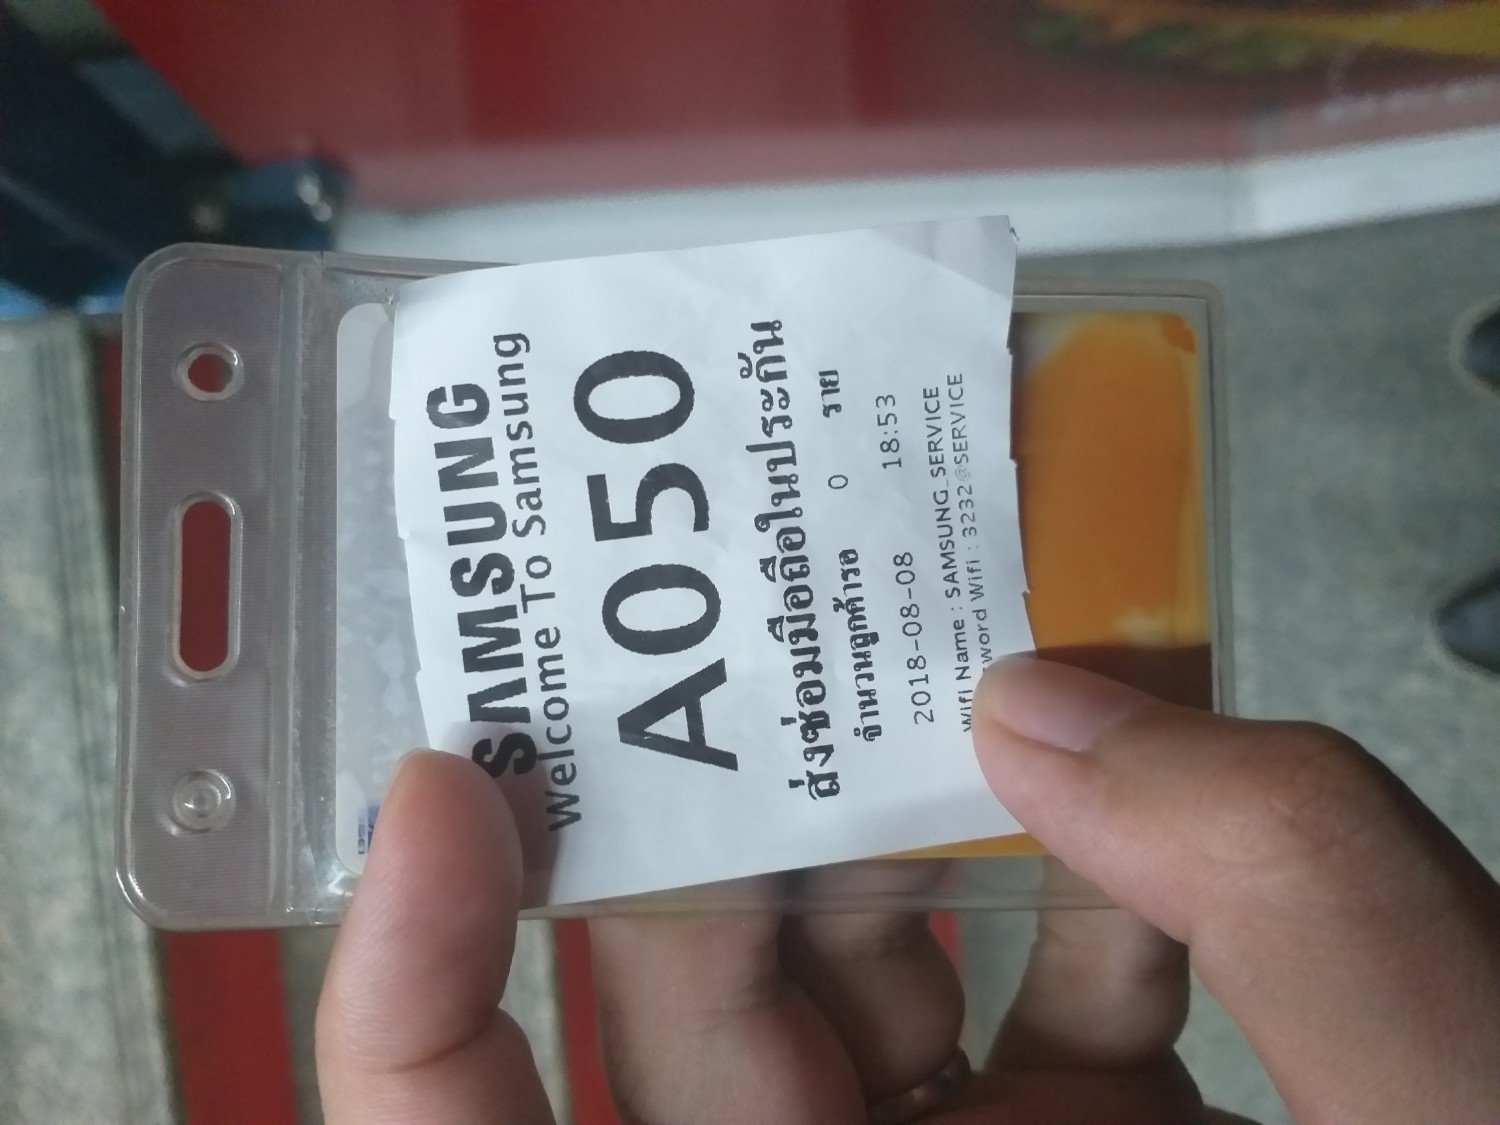 SAMSUNG
Welcome To Samsung
A050
ส่งซ่อมมือถือในประกัน
จำนวนลูกค้ารอ 0 ราย
2018-08-08 18:53
Wifi Name : SAMSUNG_SERVICE
Wifi : 3232@SERVICE